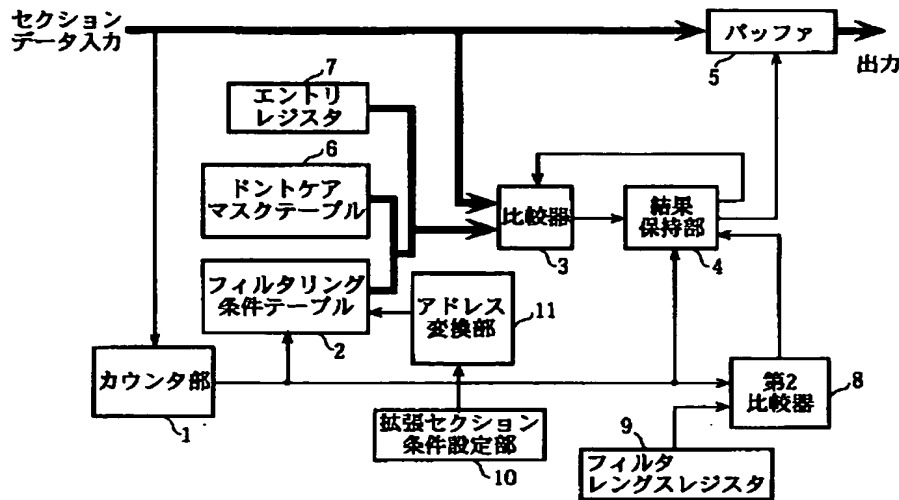 セクション
データ入力
バッファ
5
出力
7
エントリ
レジスタ
6
ドントケア
マスクテーブル
比較器
3
結果
保持部
4
フィルタリング
条件テーブル
2
アドレス
変換部
11
カウンタ部
1
第2
比較器
8
拡張セクション
条件設定部
10
9
フィルタ
レングスレジスタ